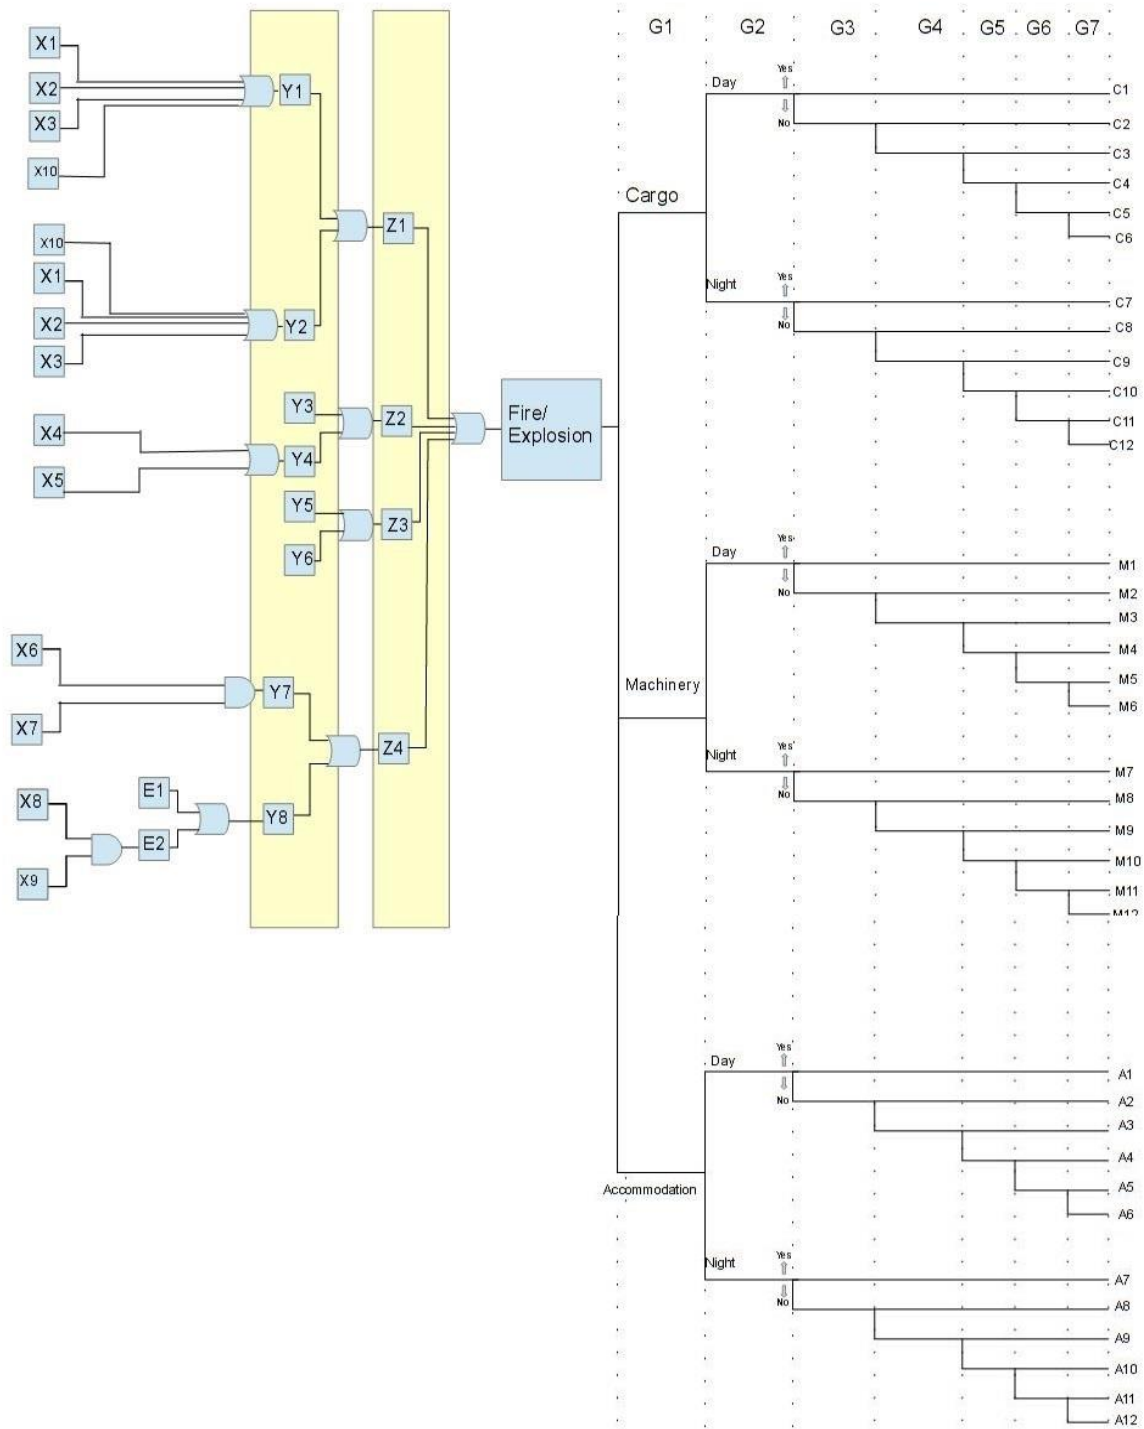 G1 G2 G3 G4 G5 G6 G7
X1
X2
X3
X10
Y1
X10
X1
X2
X3
Y2
Z1
X4
X5
Y3
Y4
Z2
Y5
Y6
Z3
Fire/
Explosion
X6
X7
Y7
X8
X9
E1
E2
Y8
Z4
Cargo
Day
Yes
No
C1
C2
C3
C4
C5
C6
Night
Yes
No
C7
C8
C9
C10
C11
C12
Machinery
Day
Yes
No
M1
M2
M3
M4
M5
M6
Night
Yes
No
M7
M8
M9
M10
M11
M12
Accommodation
Day
Yes
No
A1
A2
A3
A4
A5
A6
Night
Yes
No
A7
A8
A9
A10
A11
A12